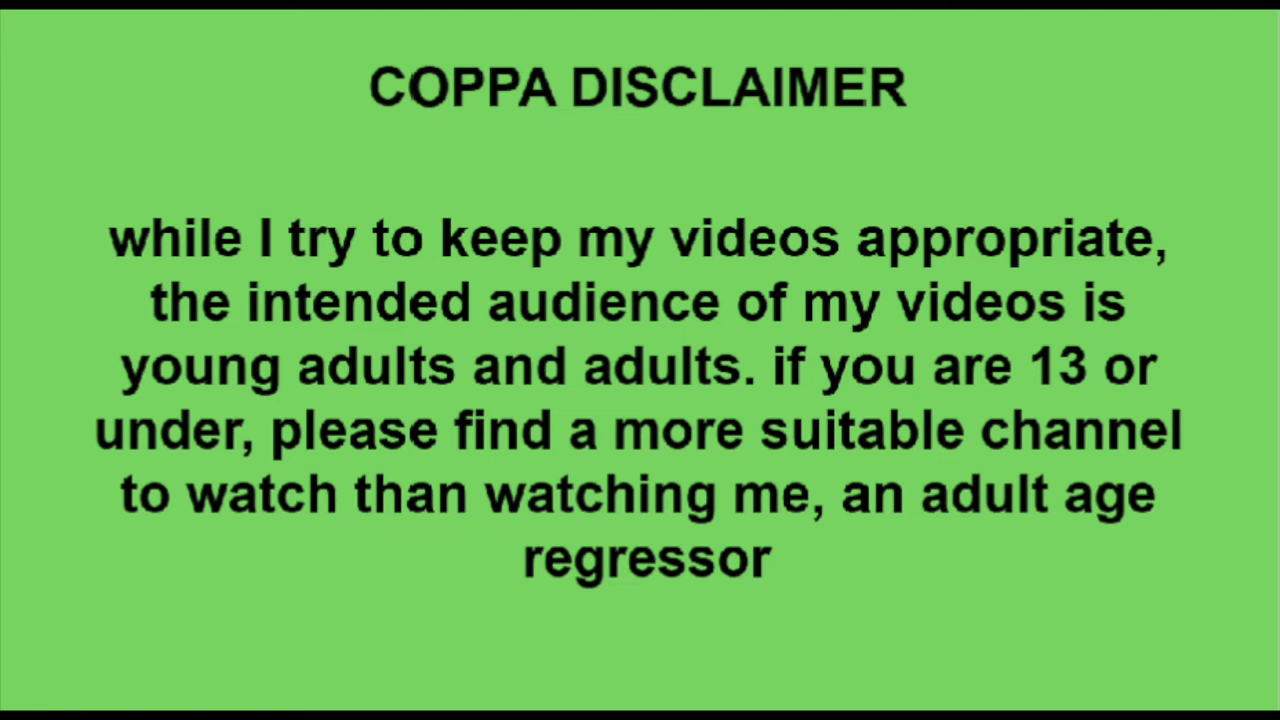 COPPA DISCLAIMER
while I try to keep my videos appropriate,
the intended audience of my videos is
young adults and adults. if you are 13 or
under, please find a more suitable channel
to watch than watching me, an adult age
regressor